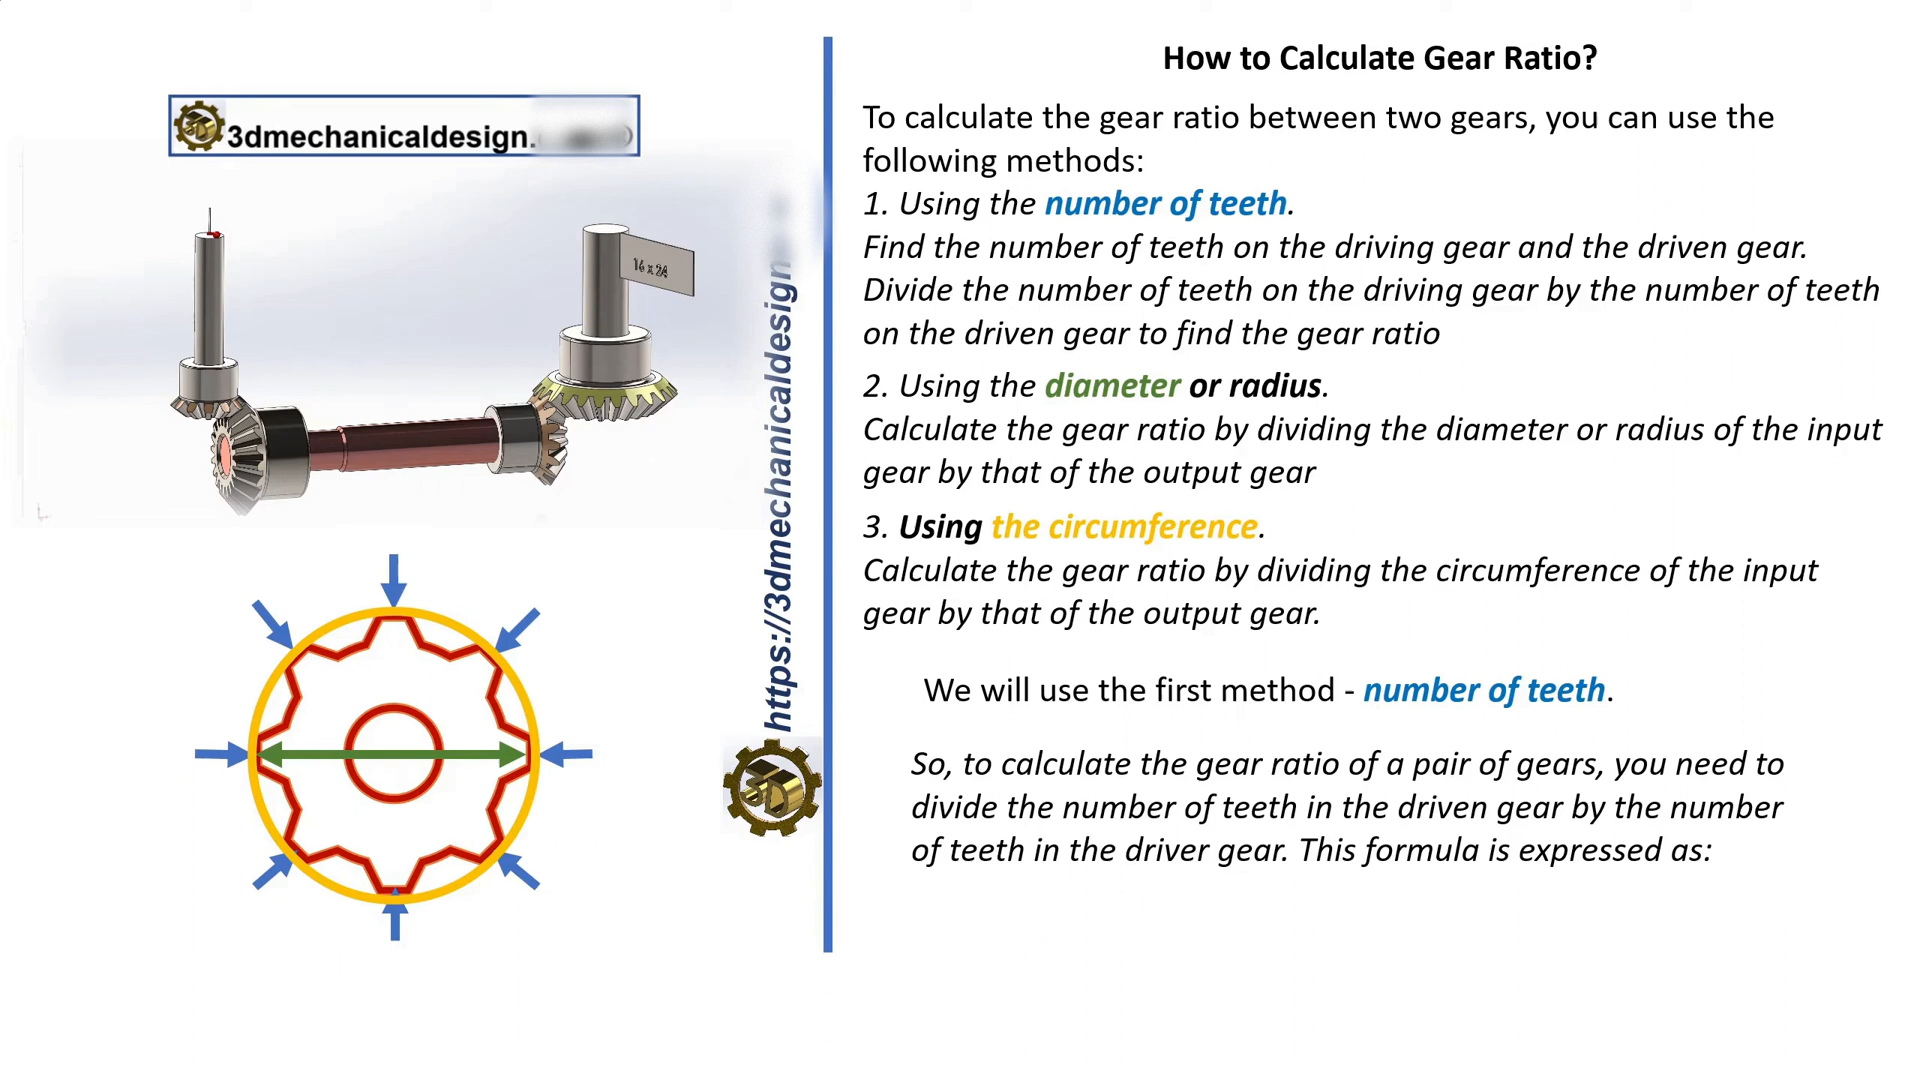 3dmechanicaldesign.
16 x 24
https://3dmechanicaldesign
3D
How to Calculate Gear Ratio?
To calculate the gear ratio between two gears, you can use the
following methods:
1. Using the number of teeth.
Find the number of teeth on the driving gear and the driven gear.
Divide the number of teeth on the driving gear by the number of teeth
on the driven gear to find the gear ratio
2. Using the diameter or radius.
Calculate the gear ratio by dividing the diameter or radius of the input
gear by that of the output gear
3. Using the circumference.
Calculate the gear ratio by dividing the circumference of the input
gear by that of the output gear.
We will use the first method - number of teeth.
So, to calculate the gear ratio of a pair of gears, you need to
divide the number of teeth in the driven gear by the number
of teeth in the driver gear. This formula is expressed as: